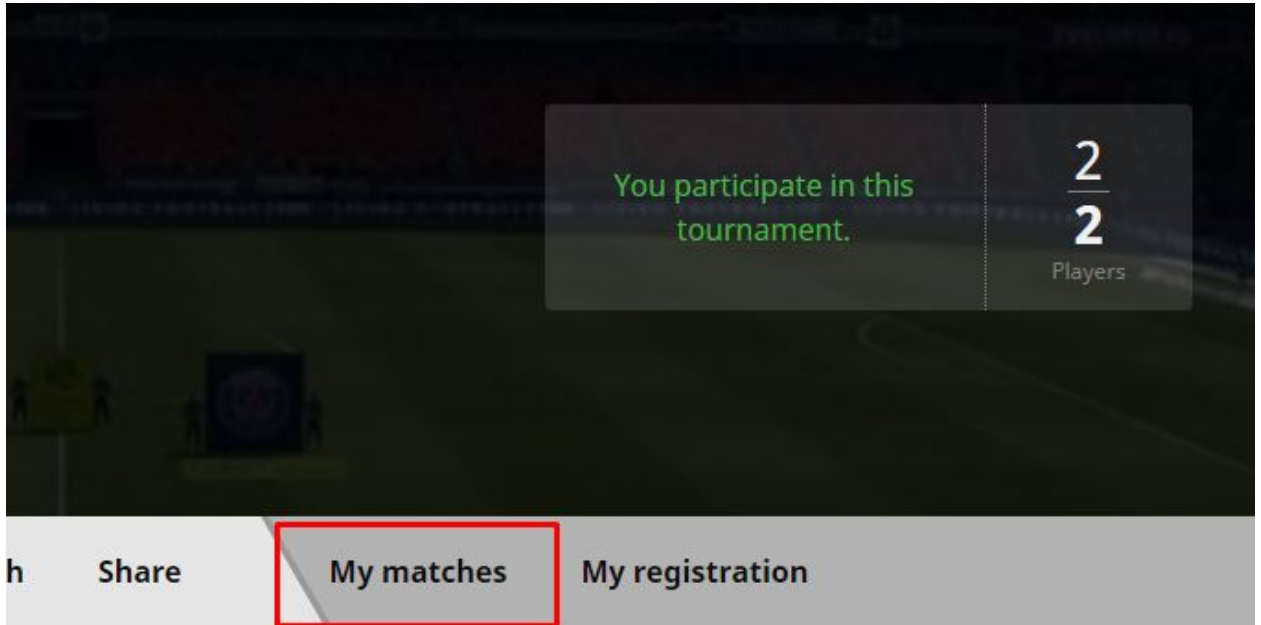 You participate in this
tournament.
2
2
Players
h
Share
My matches
My registration